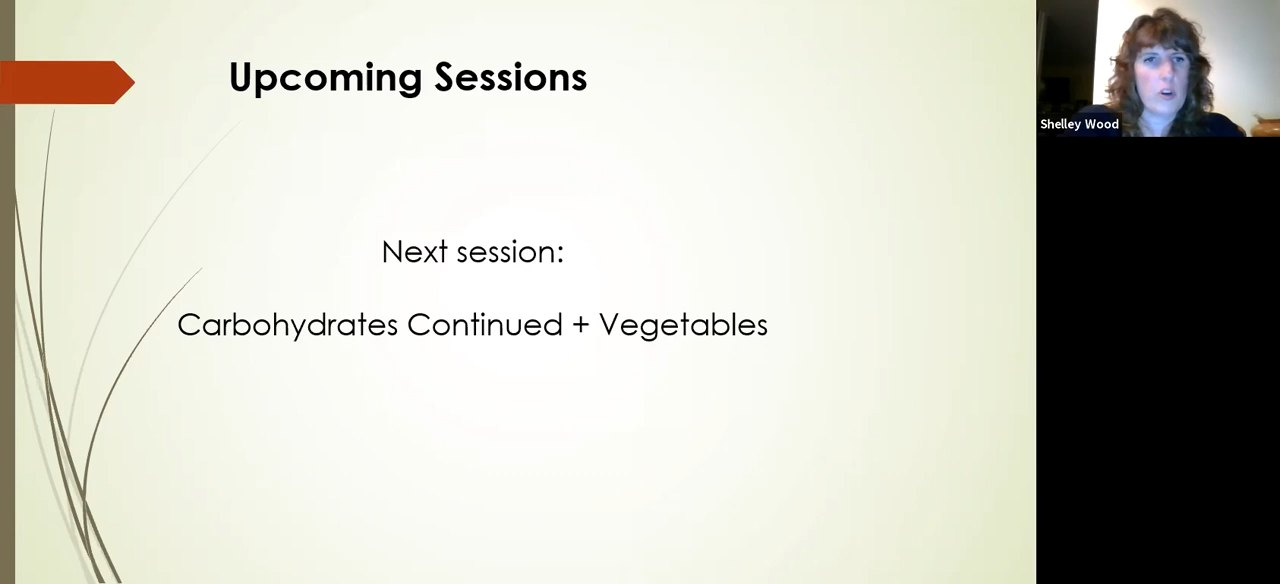 Upcoming Sessions
Shelley Wood
Next session:
Carbohydrates Continued + Vegetables